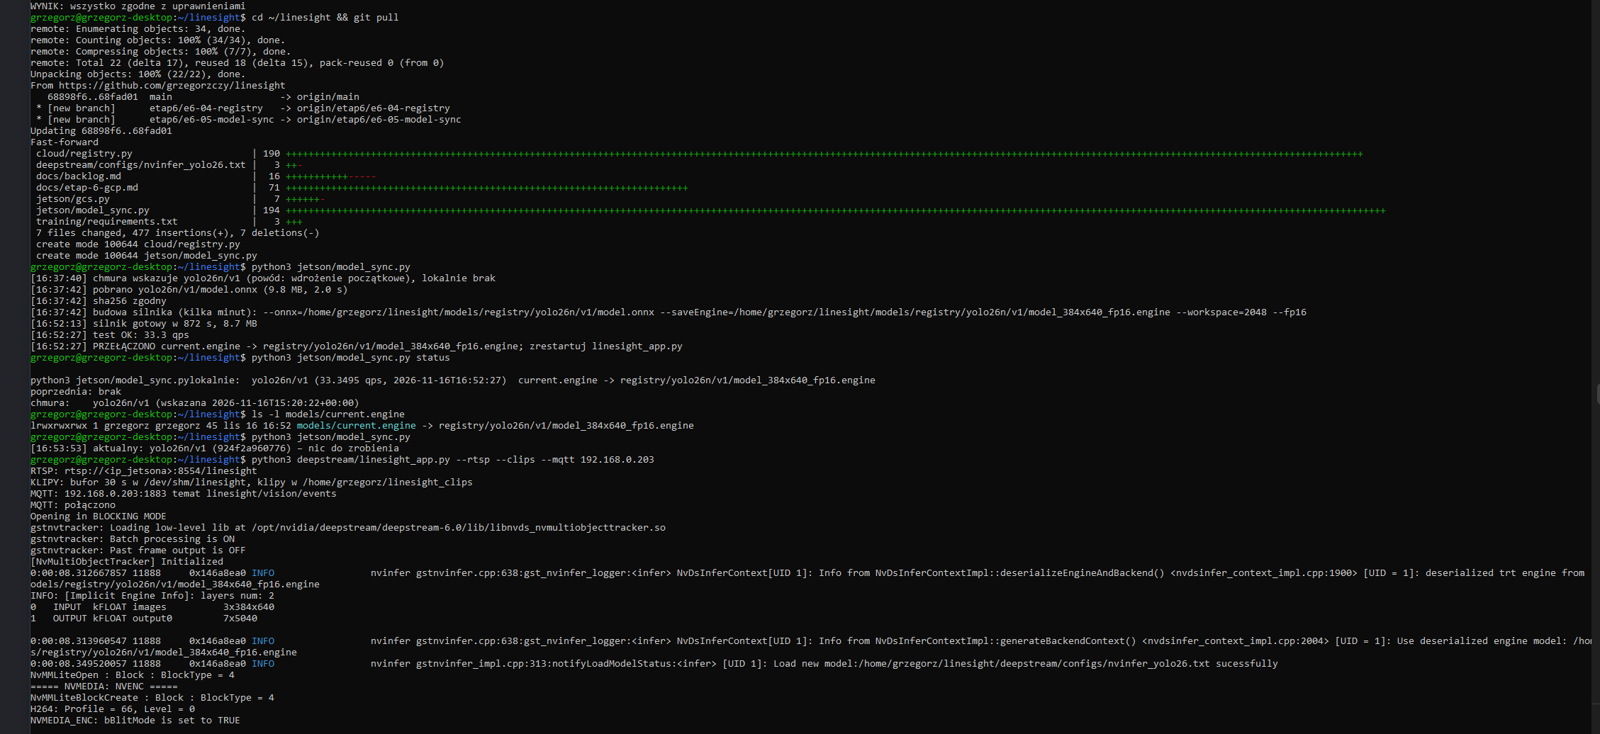 WYNIK: wszystko zgodne z uprawnieniami
grzegorz@grzegorz-desktop:~/linesight$ cd ~/linesight && git pull
remote: Enumerating objects: 34, done.
remote: Counting objects: 100% (34/34), done.
remote: Compressing objects: 100% (7/7), done.
remote: Total 22 (delta 17), reused 18 (delta 15), pack-reused 0 (from 0)
Unpacking objects: 100% (22/22), done.
From https://github.com/grzegorzczy/linesight
   68898f6..68fad01  main                         -> origin/main
 * [new branch]      etap6/e6-04-registry   -> origin/etap6/e6-04-registry
 * [new branch]      etap6/e6-05-model-sync -> origin/etap6/e6-05-model-sync
Updating 68898f6..68fad01
Fast-forward
 cloud/registry.py                     | 190
 deepstream/configs/nvinfer_yolo26.txt |   3 ++-
 docs/backlog.md                       |  16 +++++++++++-----
 docs/etap-6-gcp.md                    |  71
 jetson/gcs.py                         |   7 ++++++-
 jetson/model_sync.py                  | 194
 training/requirements.txt             |   3 +++
 7 files changed, 477 insertions(+), 7 deletions(-)
 create mode 100644 cloud/registry.py
 create mode 100644 jetson/model_sync.py
grzegorz@grzegorz-desktop:~/linesight$ python3 jetson/model_sync.py
[16:37:40] chmura wskazuje yolo26n/v1 (powód: wdrożenie początkowe), lokalnie brak
[16:37:42] pobrano yolo26n/v1/model.onnx (9.8 MB, 2.0 s)
[16:37:42] sha256 zgodny
[16:37:42] budowa silnika (kilka minut): --onnx=/home/grzegorz/linesight/models/registry/yolo26n/v1/model.onnx --saveEngine=/home/grzegorz/linesight/models/registry/yolo26n/v1/model_384x640_fp16.engine --workspace=2048 --fp16
[16:52:13] silnik gotowy w 872 s, 8.7 MB
[16:52:27] test OK: 33.3 qps
[16:52:27] PRZEŁĄCZONO current.engine -> registry/yolo26n/v1/model_384x640_fp16.engine; zrestartuj linesight_app.py
grzegorz@grzegorz-desktop:~/linesight$ python3 jetson/model_sync.py status
python3 jetson/model_sync.pylokalnie:  yolo26n/v1 (33.3495 qps, 2026-11-16T16:52:27)  current.engine -> registry/yolo26n/v1/model_384x640_fp16.engine
poprzednia: brak
chmura:    yolo26n/v1 (wskazana 2026-11-16T15:20:22+00:00)
grzegorz@grzegorz-desktop:~/linesight$ ls -l models/current.engine
lrwxrwxrwx 1 grzegorz grzegorz 45 lis 16 16:52 models/current.engine -> registry/yolo26n/v1/model_384x640_fp16.engine
grzegorz@grzegorz-desktop:~/linesight$ python3 jetson/model_sync.py
[16:53:53] aktualny: yolo26n/v1 (924f2a960776) – nic do zrobienia
grzegorz@grzegorz-desktop:~/linesight$ python3 deepstream/linesight_app.py --rtsp --clips --mqtt 192.168.0.203
RTSP: rtsp://<ip_jetsona>:8554/linesight
KLIPY: bufor 30 s w /dev/shm/linesight, klipy w /home/grzegorz/linesight_clips
MQTT: 192.168.0.203:1883 temat linesight/vision/events
MQTT: połączono
Opening in BLOCKING MODE
gstnvtracker: Loading low-level lib at /opt/nvidia/deepstream/deepstream-6.0/lib/libnvds_nvmultiobjecttracker.so
gstnvtracker: Batch processing is ON
gstnvtracker: Past frame output is OFF
[NvMultiObjectTracker] Initialized
0:00:08.312667857 11888     0x146a8ea0 INFO                 nvinfer gstnvinfer.cpp:638:gst_nvinfer_logger:<infer> NvDsInferContext[UID 1]: Info from NvDsInferContextImpl::deserializeEngineAndBackend() <nvdsinfer_context_impl.cpp:1900> [UID = 1]: deserialized trt engine from
odels/registry/yolo26n/v1/model_384x640_fp16.engine
INFO: [Implicit Engine Info]: layers num: 2
0   INPUT  kFLOAT images          3x384x640
1   OUTPUT kFLOAT output0         7x5040
0:00:08.313960547 11888     0x146a8ea0 INFO                 nvinfer gstnvinfer.cpp:638:gst_nvinfer_logger:<infer> NvDsInferContext[UID 1]: Info from NvDsInferContextImpl::generateBackendContext() <nvdsinfer_context_impl.cpp:2004> [UID = 1]: Use deserialized engine model: /hom
s/registry/yolo26n/v1/model_384x640_fp16.engine
0:00:08.349520057 11888     0x146a8ea0 INFO                 nvinfer gstnvinfer_impl.cpp:313:notifyLoadModelStatus:<infer> [UID 1]: Load new model:/home/grzegorz/linesight/deepstream/configs/nvinfer_yolo26.txt sucessfully
NvMMLiteOpen : Block : BlockType = 4
===== NVMEDIA: NVENC =====
NvMMLiteBlockCreate : Block : BlockType = 4
H264: Profile = 66, Level = 0
NVMEDIA_ENC: bBlitMode is set to TRUE